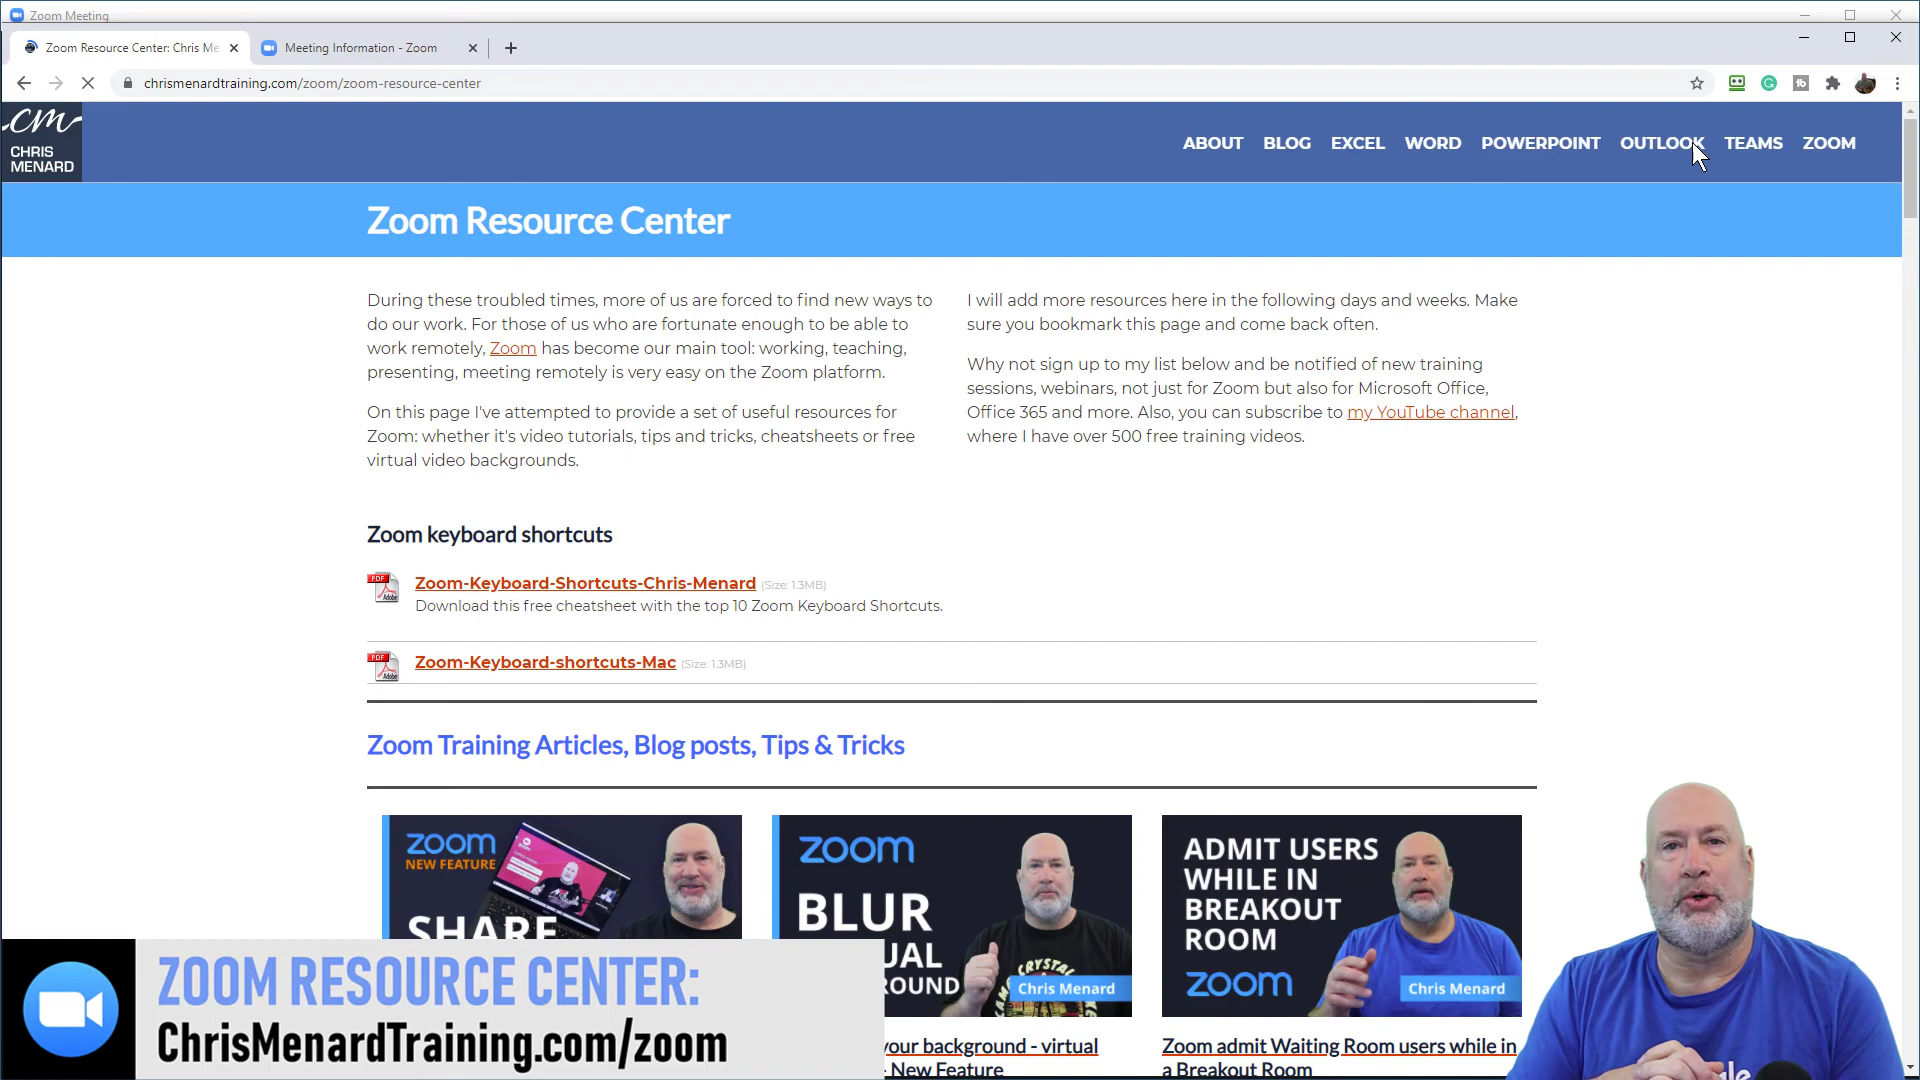 Zoom Meeting
Zoom Resource Center: Chris Me
Meeting Information - Zoom
chrismenardtraining.com/zoom/zoom-resource-center
cm
CHRIS
MENARD
ABOUT BLOG EXCEL WORD POWERPOINT OUTLOOK TEAMS ZOOM
Zoom Resource Center
During these troubled times, more of us are forced to find new ways to
do our work. For those of us who are fortunate enough to be able to
work remotely, Zoom has become our main tool: working, teaching,
presenting, meeting remotely is very easy on the Zoom platform.
On this page I've attempted to provide a set of useful resources for
Zoom: whether it's video tutorials, tips and tricks, cheatsheets or free
virtual video backgrounds.
I will add more resources here in the following days and weeks. Make
sure you bookmark this page and come back often.
Why not sign up to my list below and be notified of new training
sessions, webinars, not just for Zoom but also for Microsoft Office,
Office 365 and more. Also, you can subscribe to my YouTube channel,
where I have over 500 free training videos.
Zoom keyboard shortcuts
PDF
Adobe
Zoom-Keyboard-Shortcuts-Chris-Menard (Size: 1.3MB)
Download this free cheatsheet with the top 10 Zoom Keyboard Shortcuts.
PDF
Adobe
Zoom-Keyboard-shortcuts-Mac (Size: 1.3MB)
Zoom Training Articles, Blog posts, Tips & Tricks
zoom
NEW FEATURE
SHARE
zoom
BLUR
UAL
ROUND
CRYSTAL
Chris Menard
ADMIT USERS
WHILE IN
BREAKOUT
ROOM
zoom
Chris Menard
your background - virtual
- New Feature
Zoom admit Waiting Room users while in
a Breakout Room
ZOOM RESOURCE CENTER:
ChrisMenardTraining.com/zoom